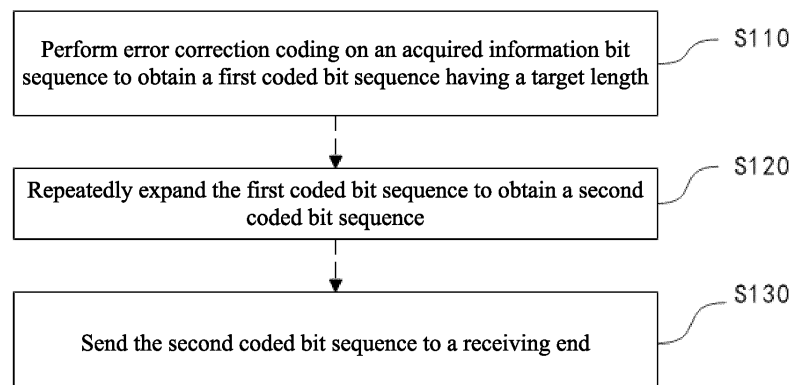 Perform error correction coding on an acquired information bit
sequence to obtain a first coded bit sequence having a target length
S110
Repeatedly expand the first coded bit sequence to obtain a second
coded bit sequence
S120
Send the second coded bit sequence to a receiving end
S130